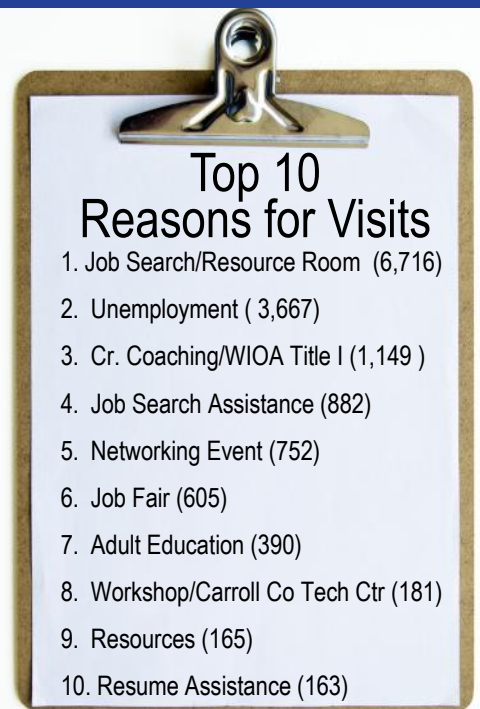 Top 10
Reasons for Visits
1. Job Search/Resource Room (6,716)
2. Unemployment ( 3,667)
3. Cr. Coaching/WIOA Title I (1,149 )
4. Job Search Assistance (882)
5. Networking Event (752)
6. Job Fair (605)
7. Adult Education (390)
8. Workshop/Carroll Co Tech Ctr (181)
9. Resources (165)
10. Resume Assistance (163)